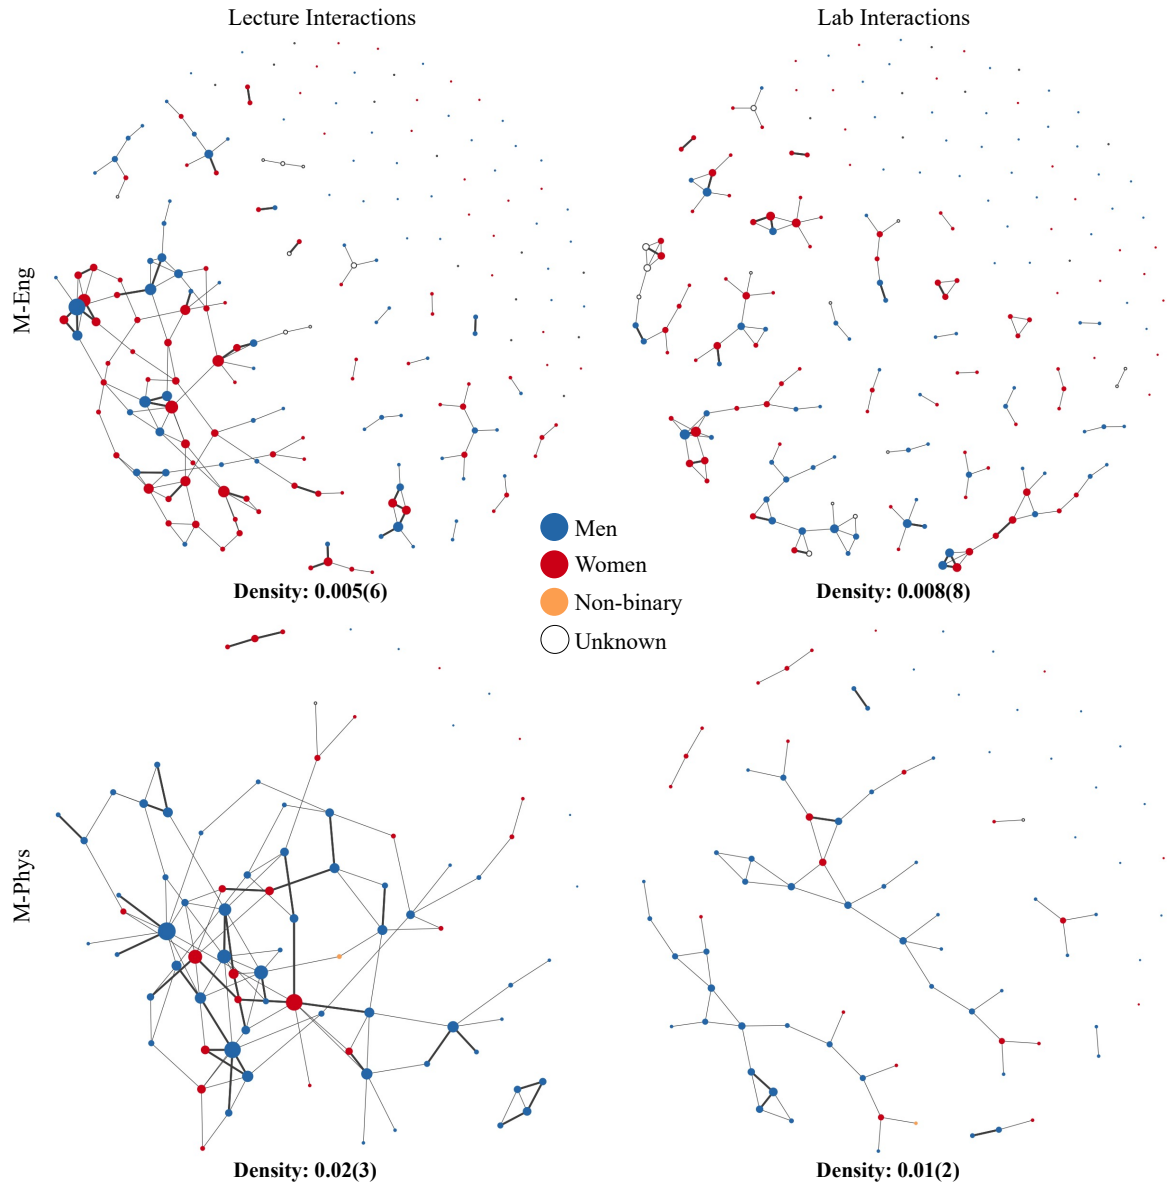 Lecture Interactions
Lab Interactions
M-Eng
Men
Women
Non-binary
Unknown
Density: 0.005(6)
Density: 0.008(8)
M-Phys
Density: 0.02(3)
Density: 0.01(2)